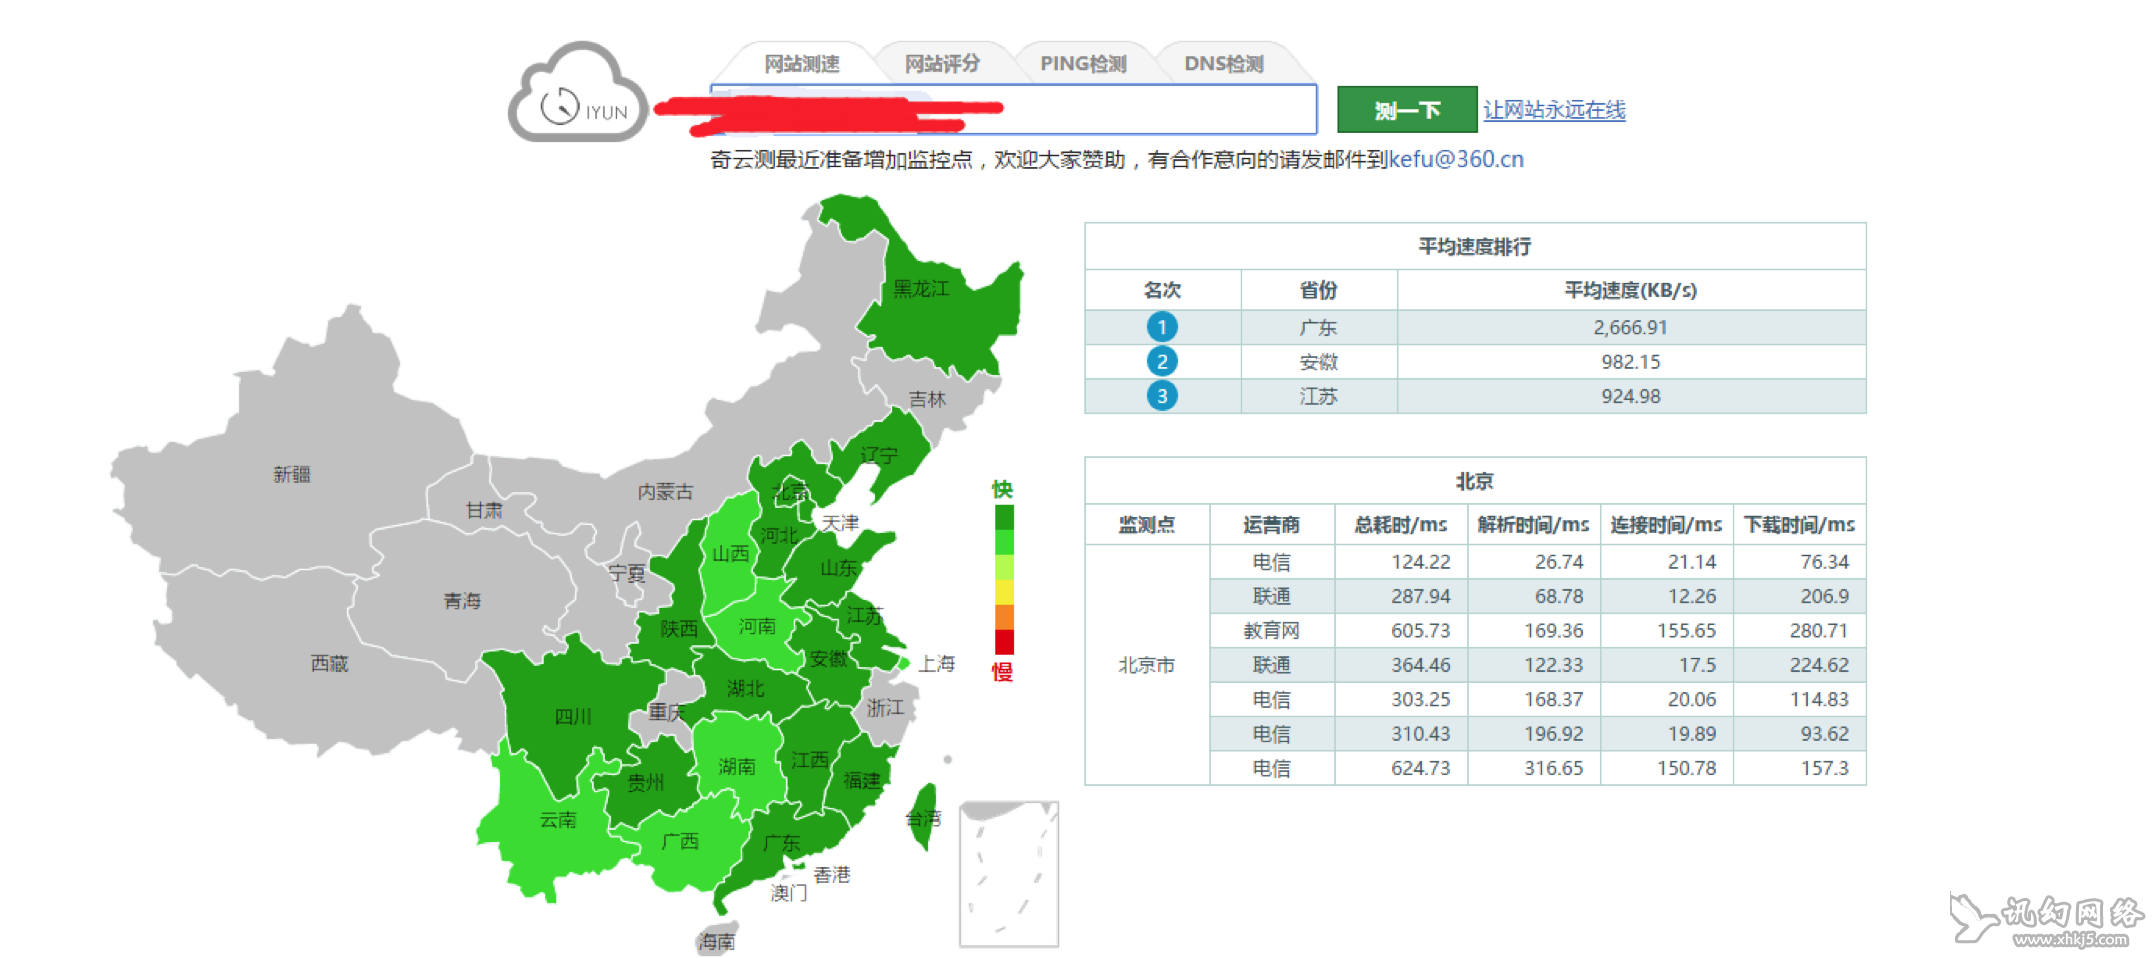 网站测速 网站评分 PING检测 DNS检测
IYUN
测一下 让网站永远在线
奇云测最近准备增加监控点，欢迎大家赞助，有合作意向的请发邮件到kefu@360.cn
黑龙江
吉林
辽宁
新疆
甘肃
内蒙古
北京
天津
河北
山西
宁夏
山东
青海
江苏
陕西
河南
西藏
安徽
上海
湖北
浙江
四川
重庆
湖南
江西
福建
贵州
云南
台湾
广西
广东
香港
澳门
海南
快
慢
平均速度排行
名次 省份 平均速度(KB/s)
1 广东 2,666.91
2 安徽 982.15
3 江苏 924.98
北京
监测点 运营商 总耗时/ms 解析时间/ms 连接时间/ms 下载时间/ms
北京市
电信 124.22 26.74 21.14 76.34
联通 287.94 68.78 12.26 206.9
教育网 605.73 169.36 155.65 280.71
联通 364.46 122.33 17.5 224.62
电信 303.25 168.37 20.06 114.83
电信 310.43 196.92 19.89 93.62
电信 624.73 316.65 150.78 157.3
讯幻网络
www.xhkj5.com